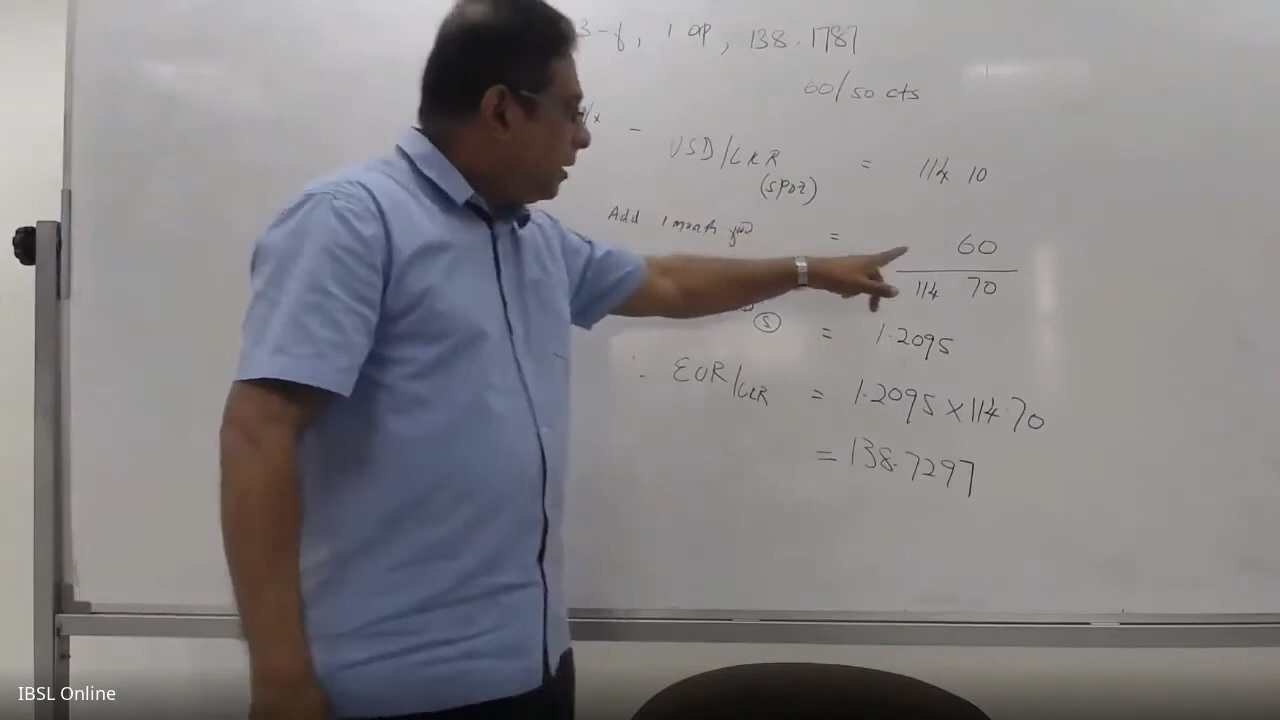 3-f, 1 ap, 138.1787
60/50 cts
- USD/LKR = 114 10
(spot)
Add 1 month = 60
114 70
S = 1.2095
∴ EUR/LKR = 1.2095 x 114.70
= 138.7297
IBSL Online